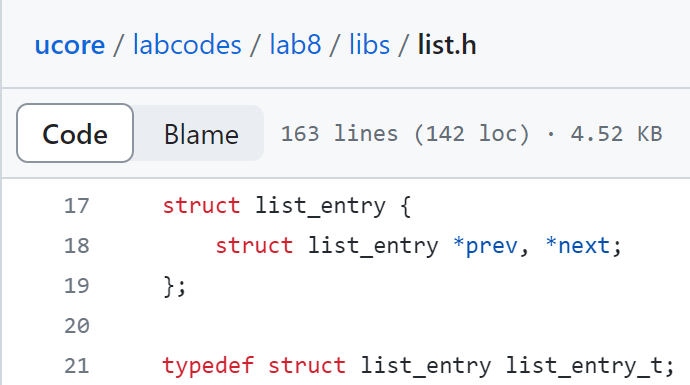 ucore / labcodes / lab8 / libs / list.h
Code Blame 163 lines (142 loc) · 4.52 KB
17 struct list_entry {
18 struct list_entry *prev, *next;
19 };
20
21 typedef struct list_entry list_entry_t;